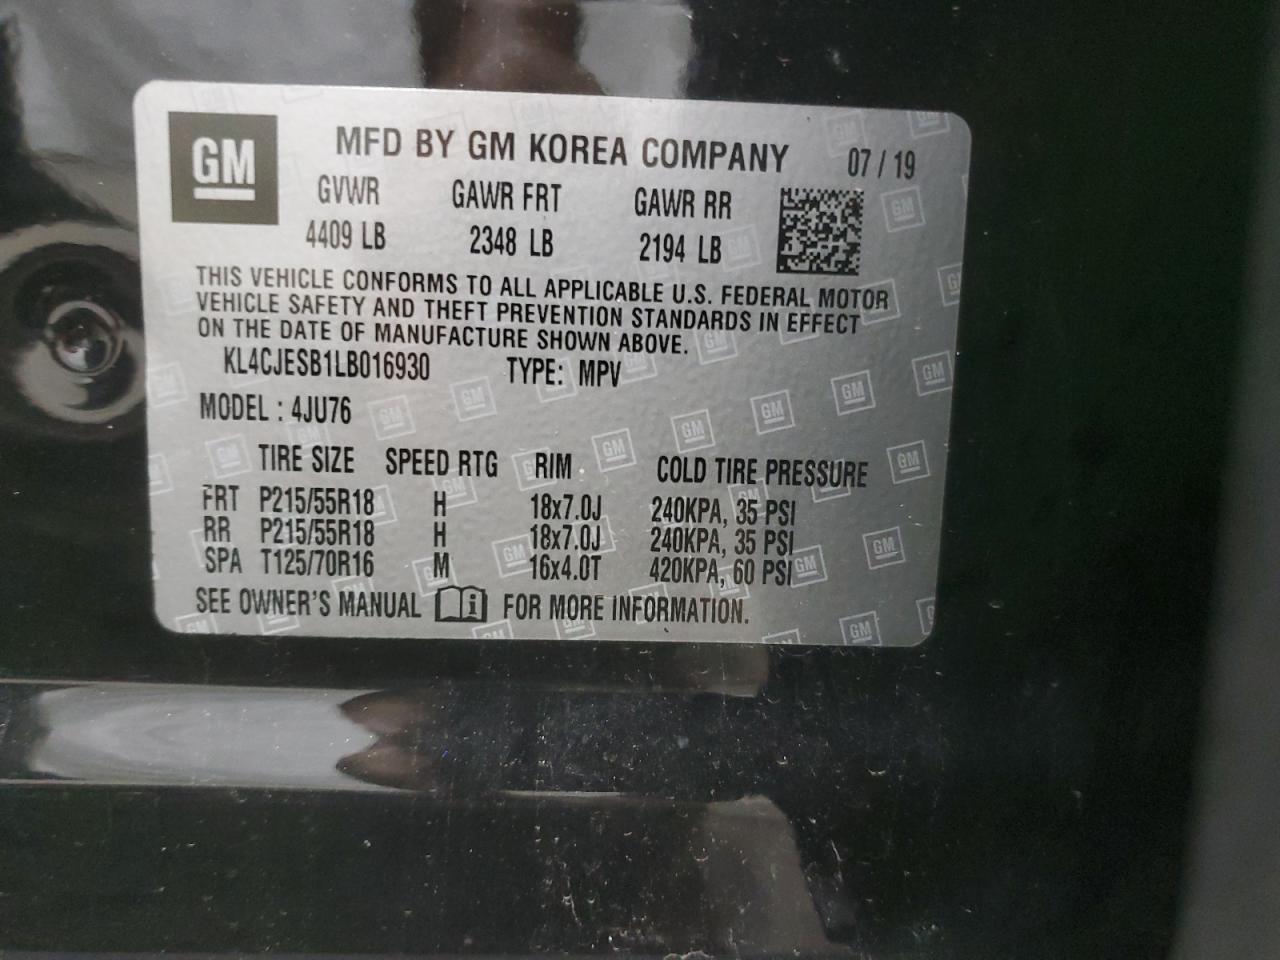 GM
MFD BY GM KOREA COMPANY 07 / 19
GVWR GAWR FRT GAWR RR
4409 LB 2348 LB 2194 LB
THIS VEHICLE CONFORMS TO ALL APPLICABLE U.S. FEDERAL MOTOR
VEHICLE SAFETY AND THEFT PREVENTION STANDARDS IN EFFECT
ON THE DATE OF MANUFACTURE SHOWN ABOVE.
KL4CJESB1LB016930 TYPE: MPV
MODEL : 4JU76
TIRE SIZE SPEED RTG RIM COLD TIRE PRESSURE
FRT P215/55R18 H 18x7.0J 240KPA, 35 PSI
RR P215/55R18 H 18x7.0J 240KPA, 35 PSI
SPA T125/70R16 M 16x4.0T 420KPA, 60 PSI
SEE OWNER'S MANUAL i FOR MORE INFORMATION.